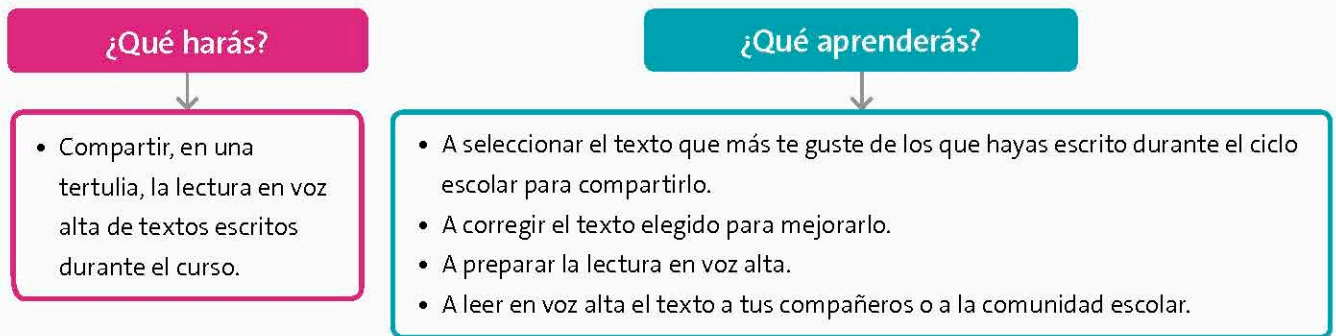 ¿Qué harás?
• Compartir, en una
tertulia, la lectura en voz
alta de textos escritos
durante el curso.
¿Qué aprenderás?
• A seleccionar el texto que más te guste de los que hayas escrito durante el ciclo
escolar para compartirlo.
• A corregir el texto elegido para mejorarlo.
• A preparar la lectura en voz alta.
• A leer en voz alta el texto a tus compañeros o a la comunidad escolar.